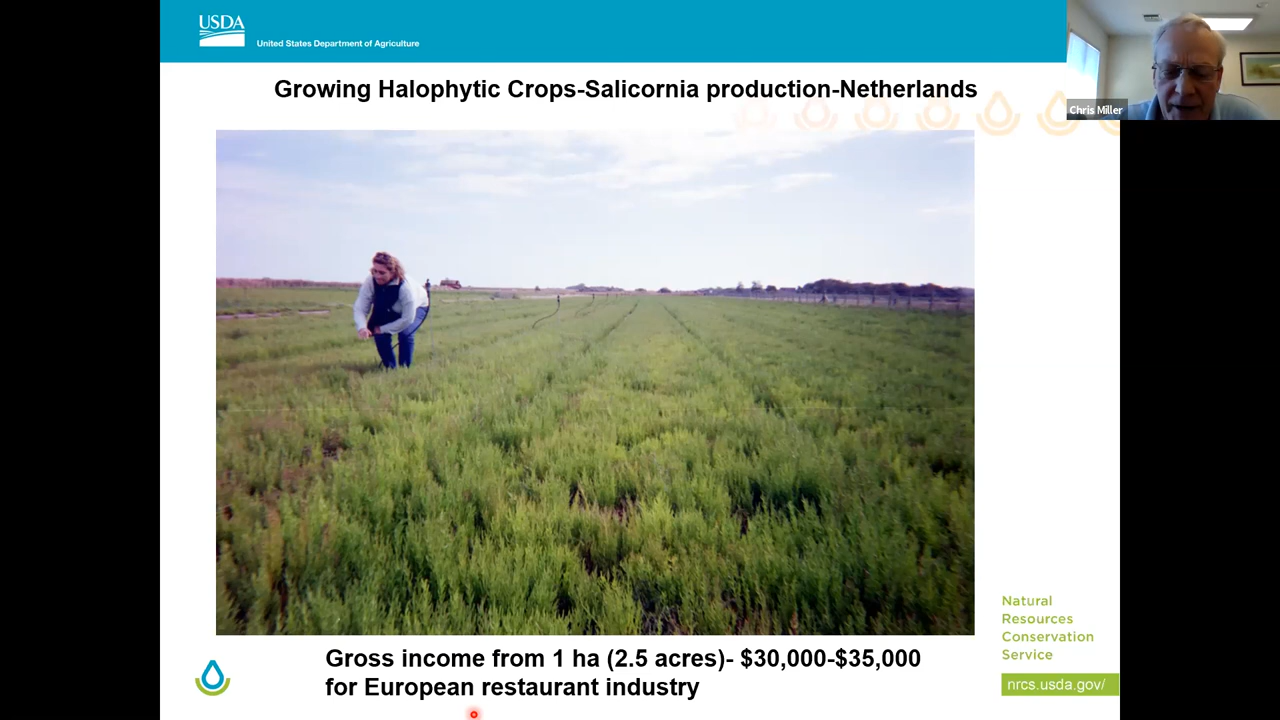 USDA
United States Department of Agriculture
Growing Halophytic Crops-Salicornia production-Netherlands
Chris Miller
Gross income from 1 ha (2.5 acres)- $30,000-$35,000
for European restaurant industry
Natural
Resources
Conservation
Service
nrcs.usda.gov/